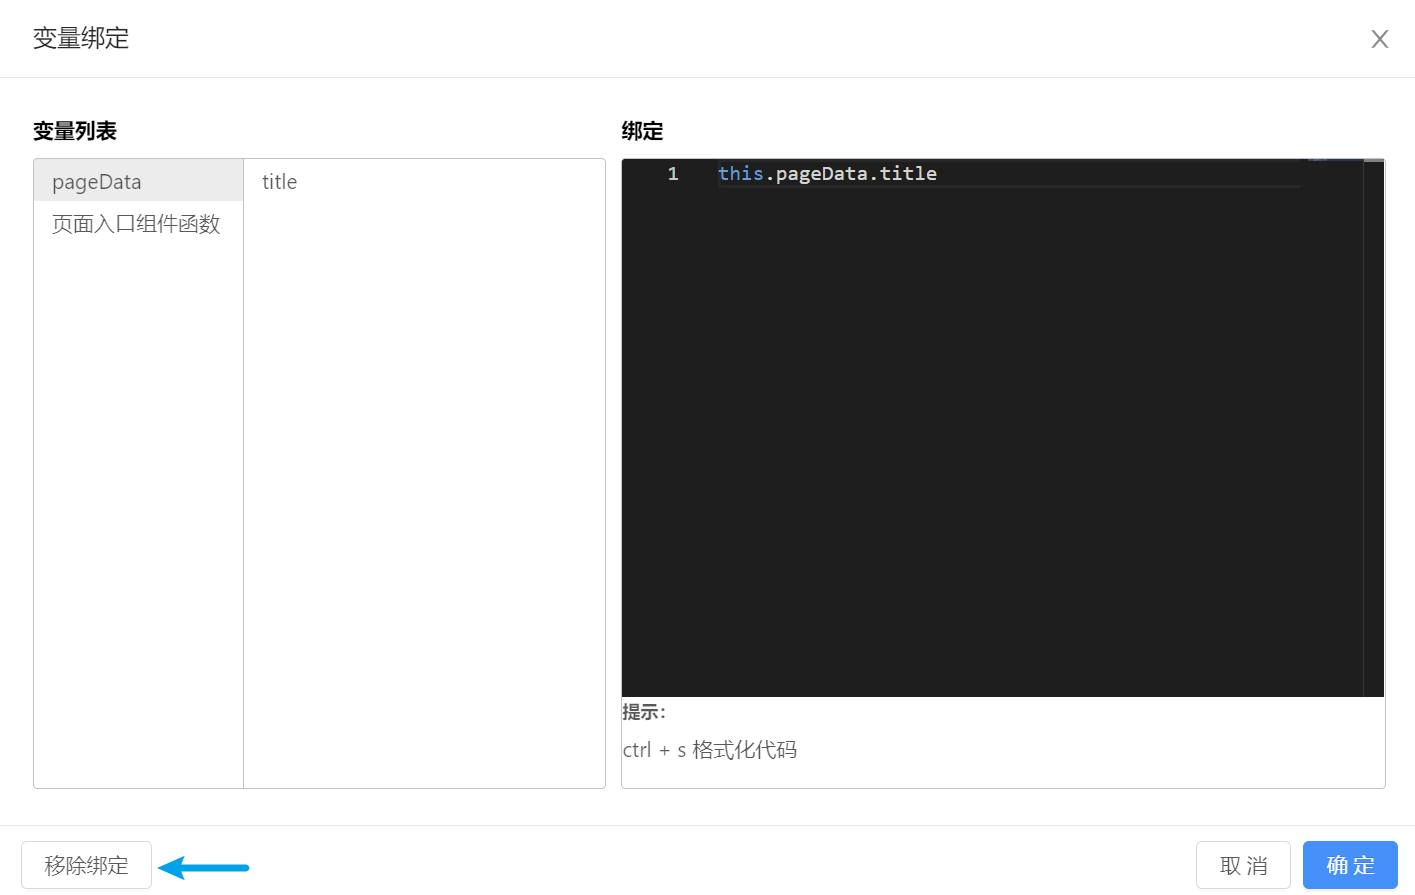 变量绑定
变量列表
pageData
title
页面入口组件函数
绑定
1 this.pageData.title
提示：
ctrl + s 格式化代码
移除绑定
取 消
确 定